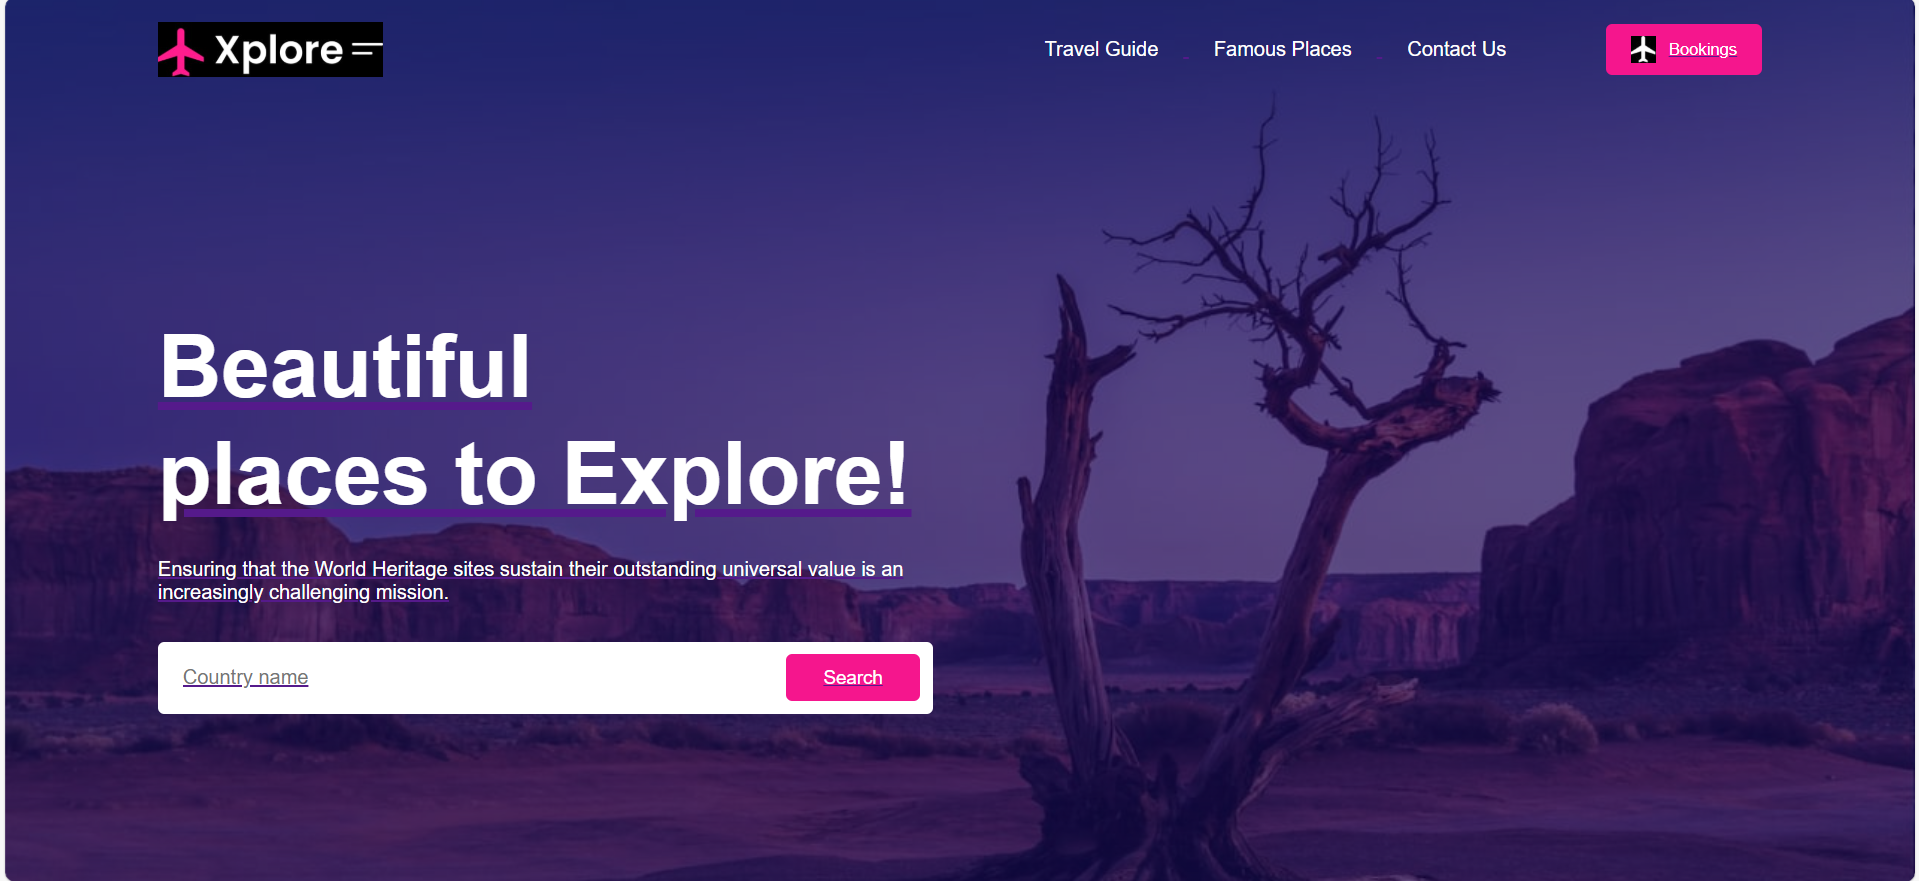 Xplore
Travel Guide
Famous Places
Contact Us
Bookings
Beautiful
places to Explore!
Ensuring that the World Heritage sites sustain their outstanding universal value is an
increasingly challenging mission.
Country name
Search